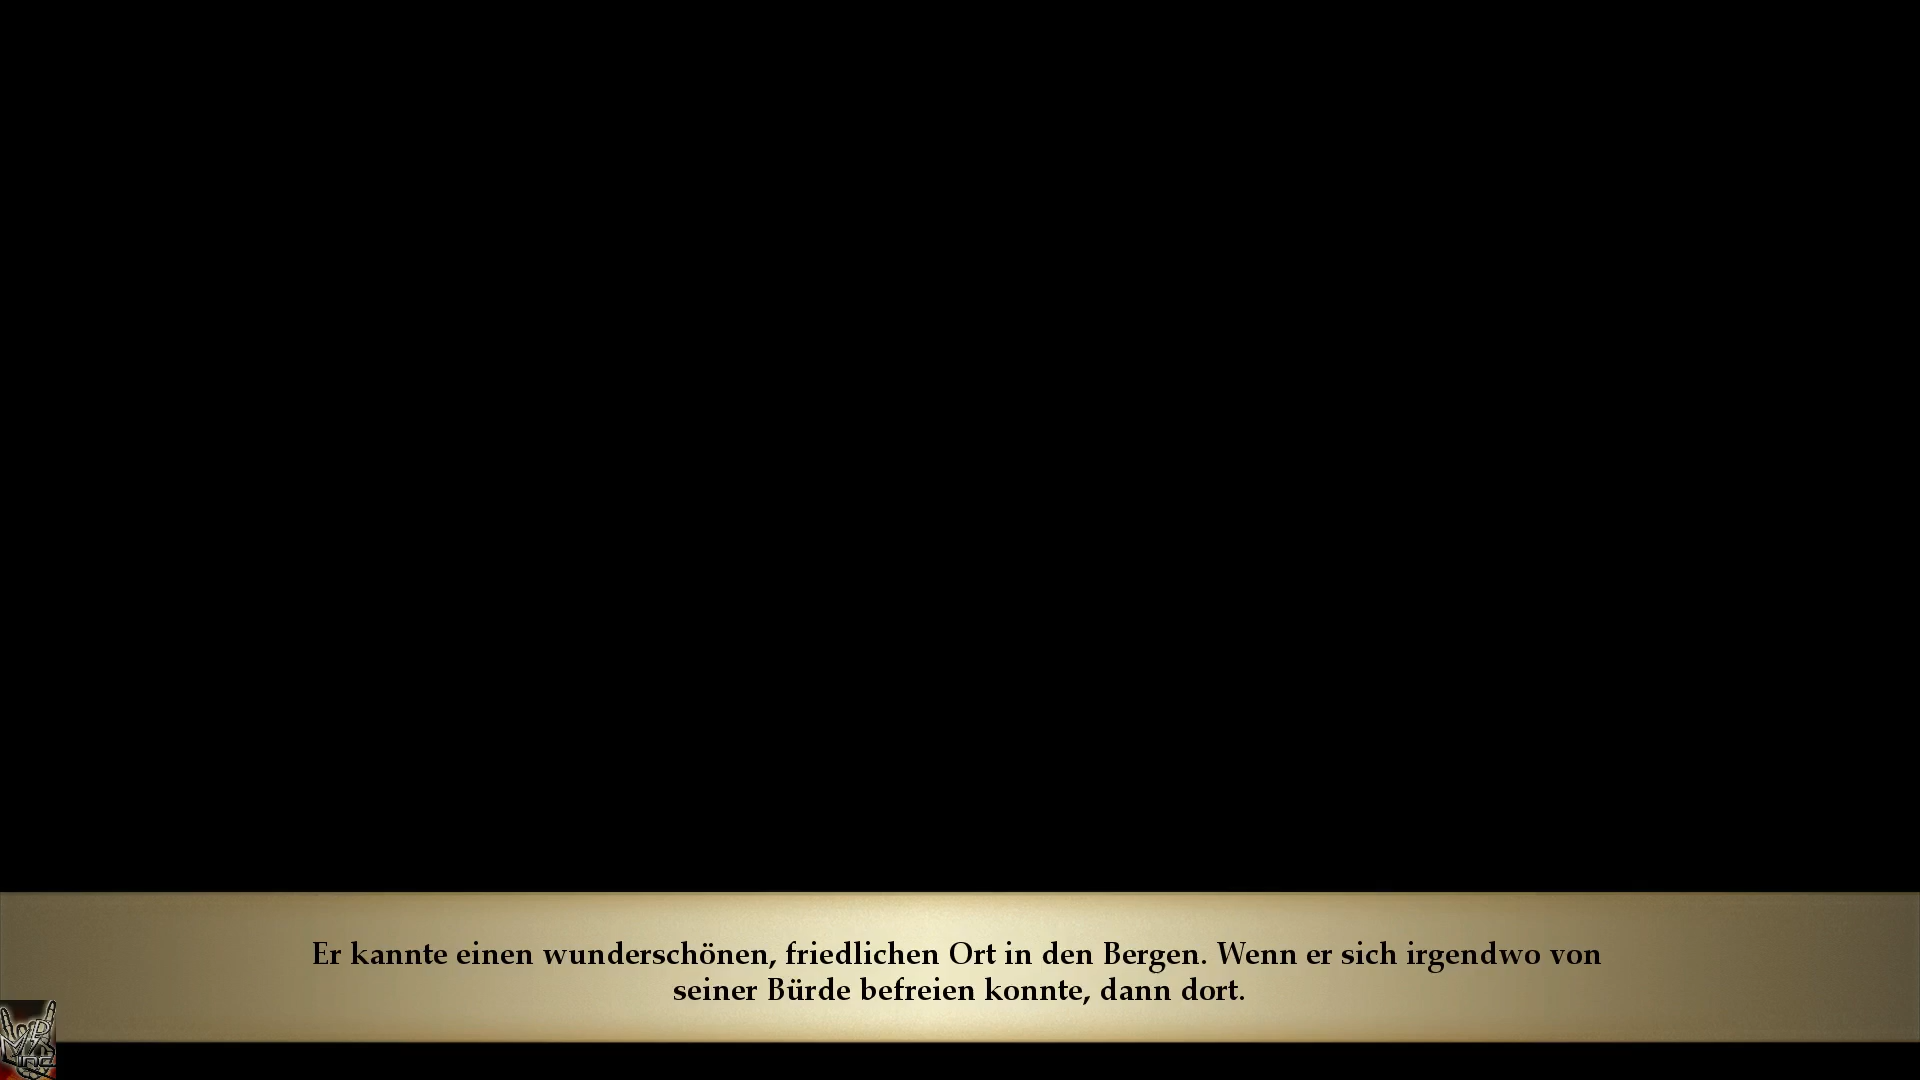 Er kannte einen wunderschönen, friedlichen Ort in den Bergen. Wenn er sich irgendwo von
seiner Bürde befreien konnte, dann dort.